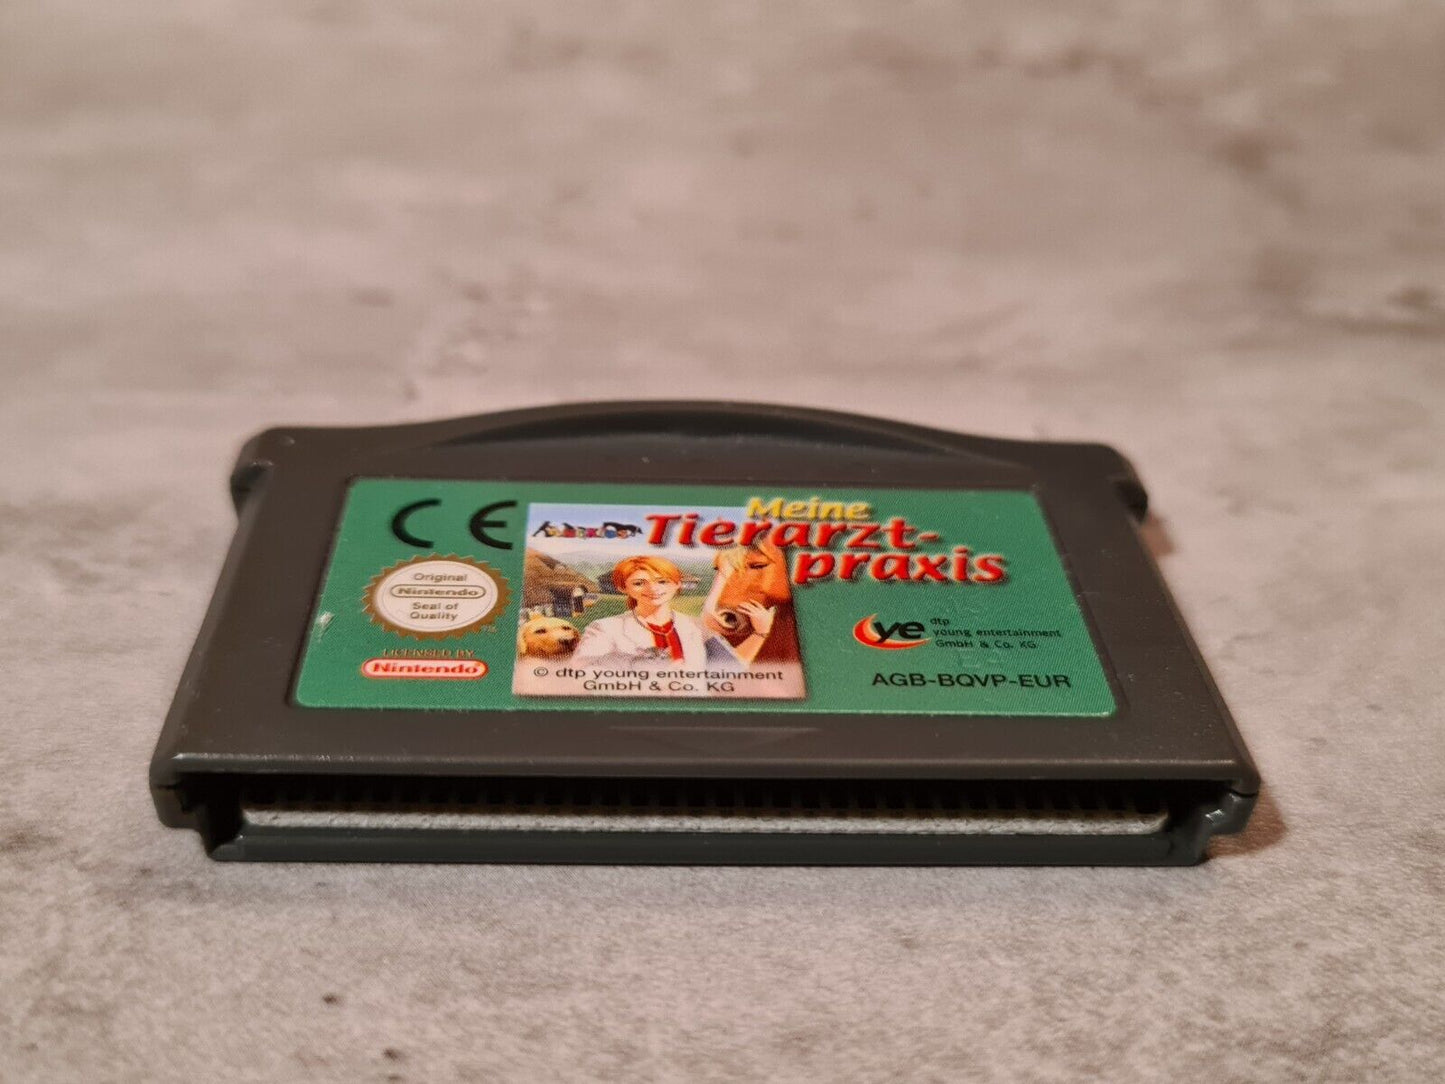 CE
Original
Nintendo
Seal of
Quality
TM
LICENSED BY
Nintendo
Meine
Tierarzt-
praxis
© dtp young entertainment
GmbH & Co. KG
ye
dtp
young entertainment
GmbH & Co. KG
AGB-BQVP-EUR